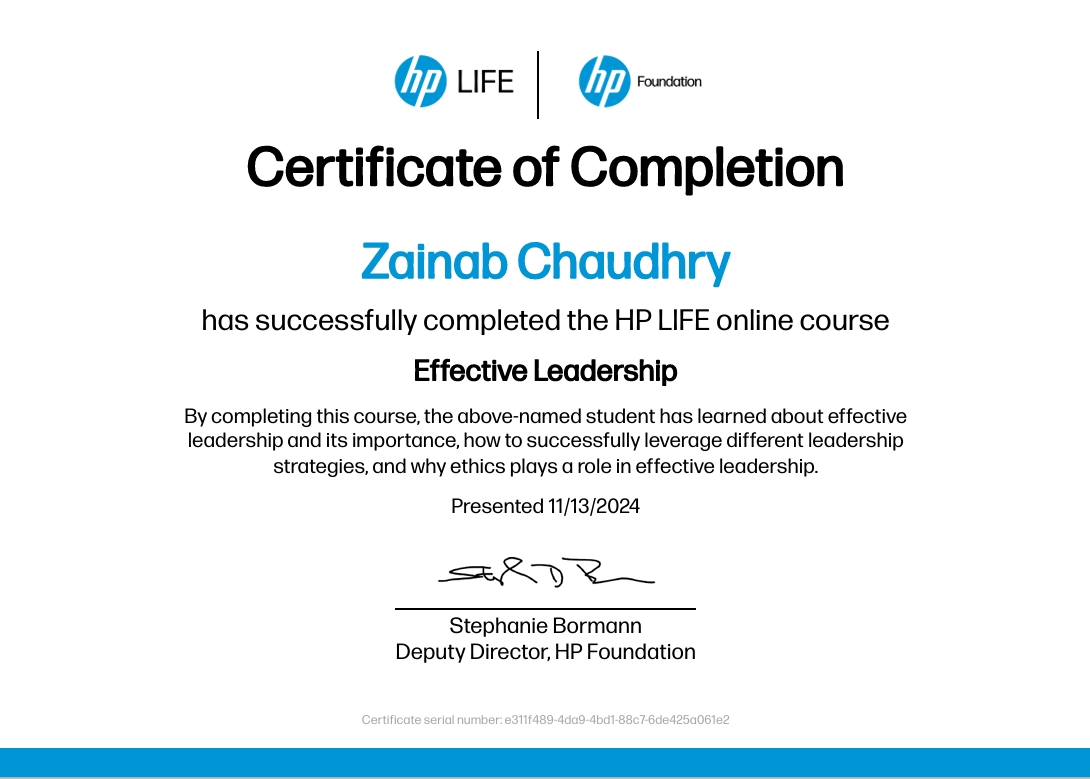 hp LIFE hp Foundation
Certificate of Completion
Zainab Chaudhry
has successfully completed the HP LIFE online course
Effective Leadership
By completing this course, the above-named student has learned about effective
leadership and its importance, how to successfully leverage different leadership
strategies, and why ethics plays a role in effective leadership.
Presented 11/13/2024
Stephanie Bormann
Deputy Director, HP Foundation
Certificate serial number: e311f489-4da9-4bd1-88c7-6de425a061e2